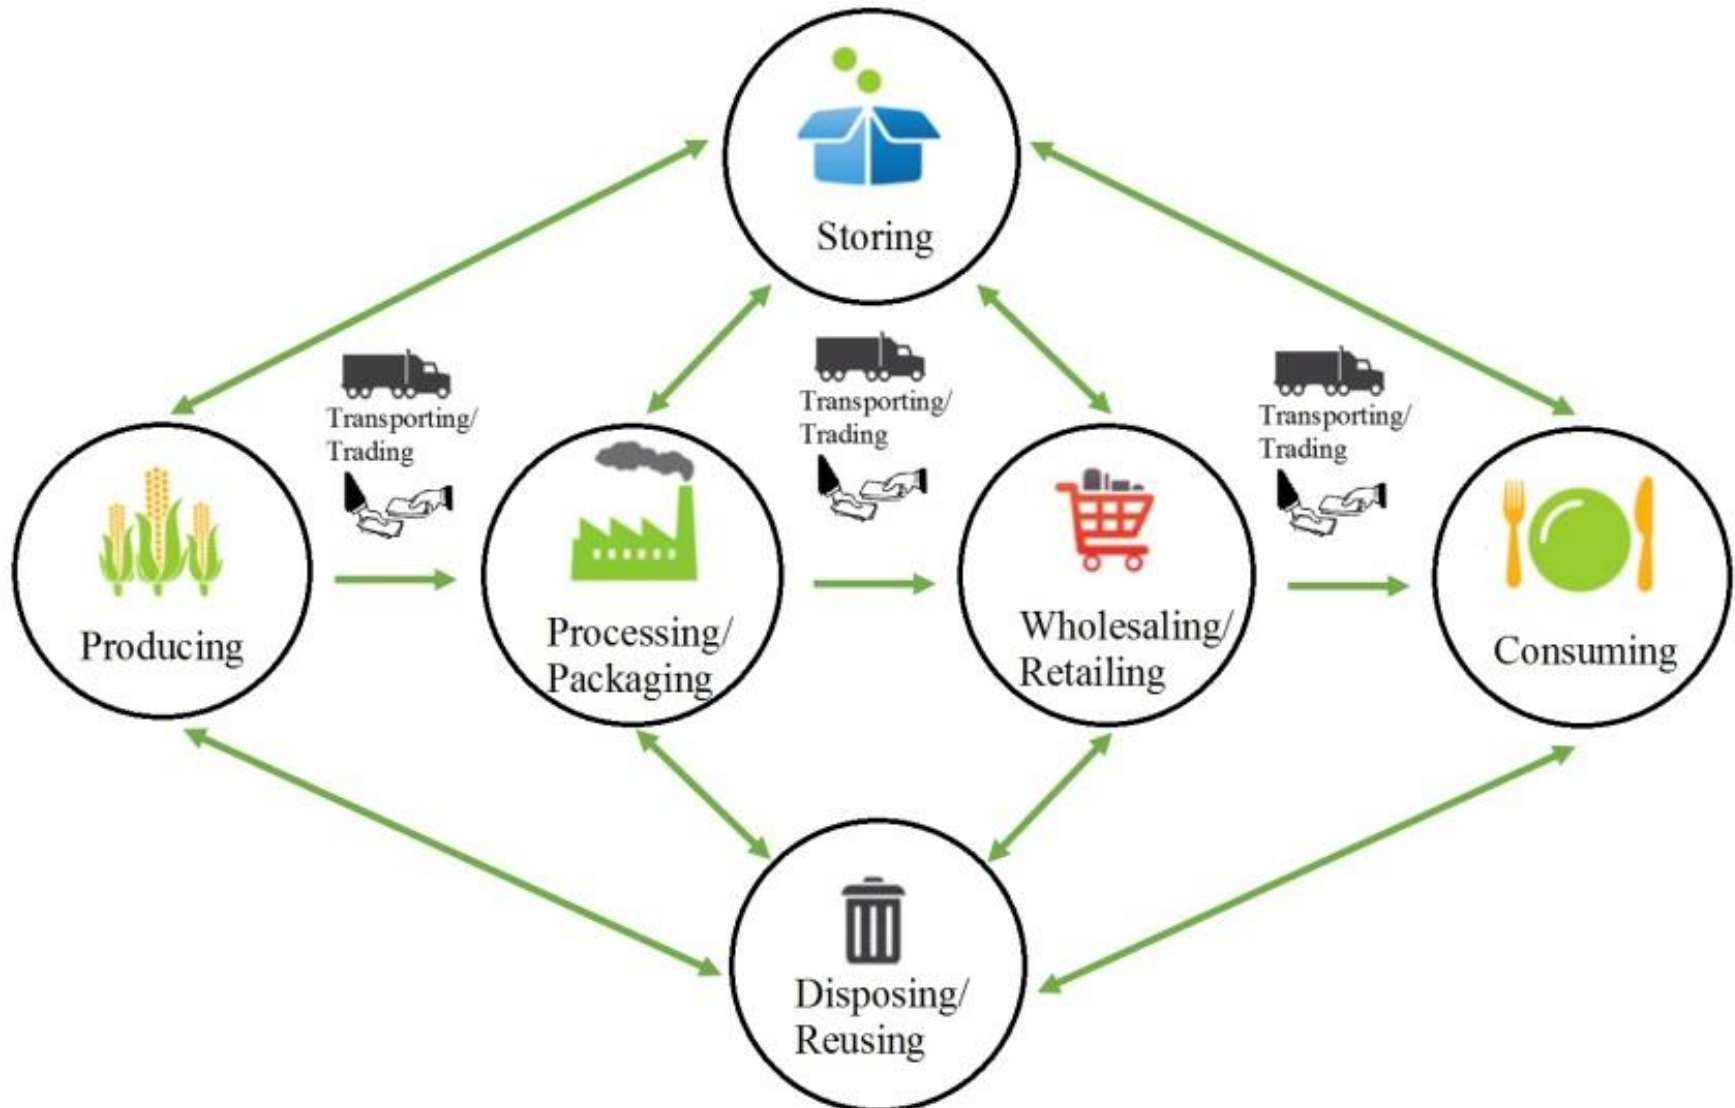 Storing
Transporting/
Trading
Transporting/
Trading
Transporting/
Trading
Producing
Processing/
Packaging
Wholesaling/
Retailing
Consuming
Disposing/
Reusing